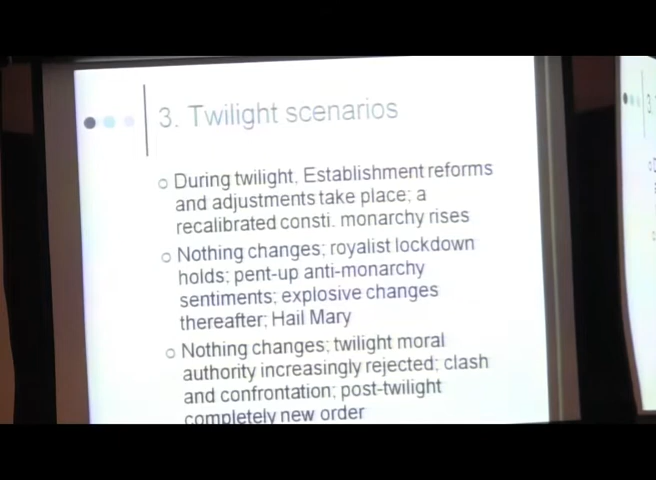 3. Twilight scenarios
During twilight, Establishment reforms
and adjustments take place; a
recalibrated consti. monarchy rises
Nothing changes; royalist lockdown
holds; pent-up anti-monarchy
sentiments; explosive changes
thereafter; Hail Mary
Nothing changes; twilight moral
authority increasingly rejected; clash
and confrontation; post-twilight
completely new order
3.